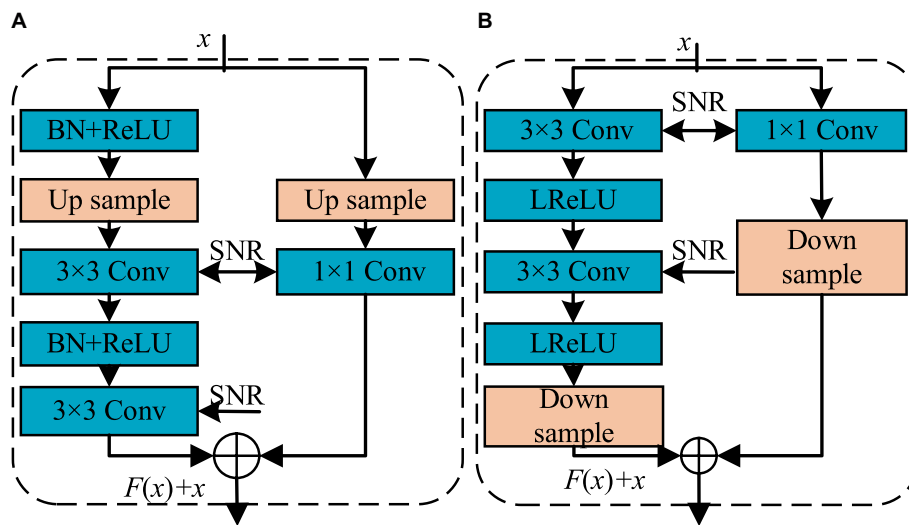 A
x
BN+ReLU
Up sample
Up sample
3×3 Conv
SNR
1×1 Conv
BN+ReLU
3×3 Conv
SNR
F(x)+x
B
x
3×3 Conv
SNR
1×1 Conv
LReLU
Down
sample
3×3 Conv
SNR
LReLU
Down
sample
F(x)+x